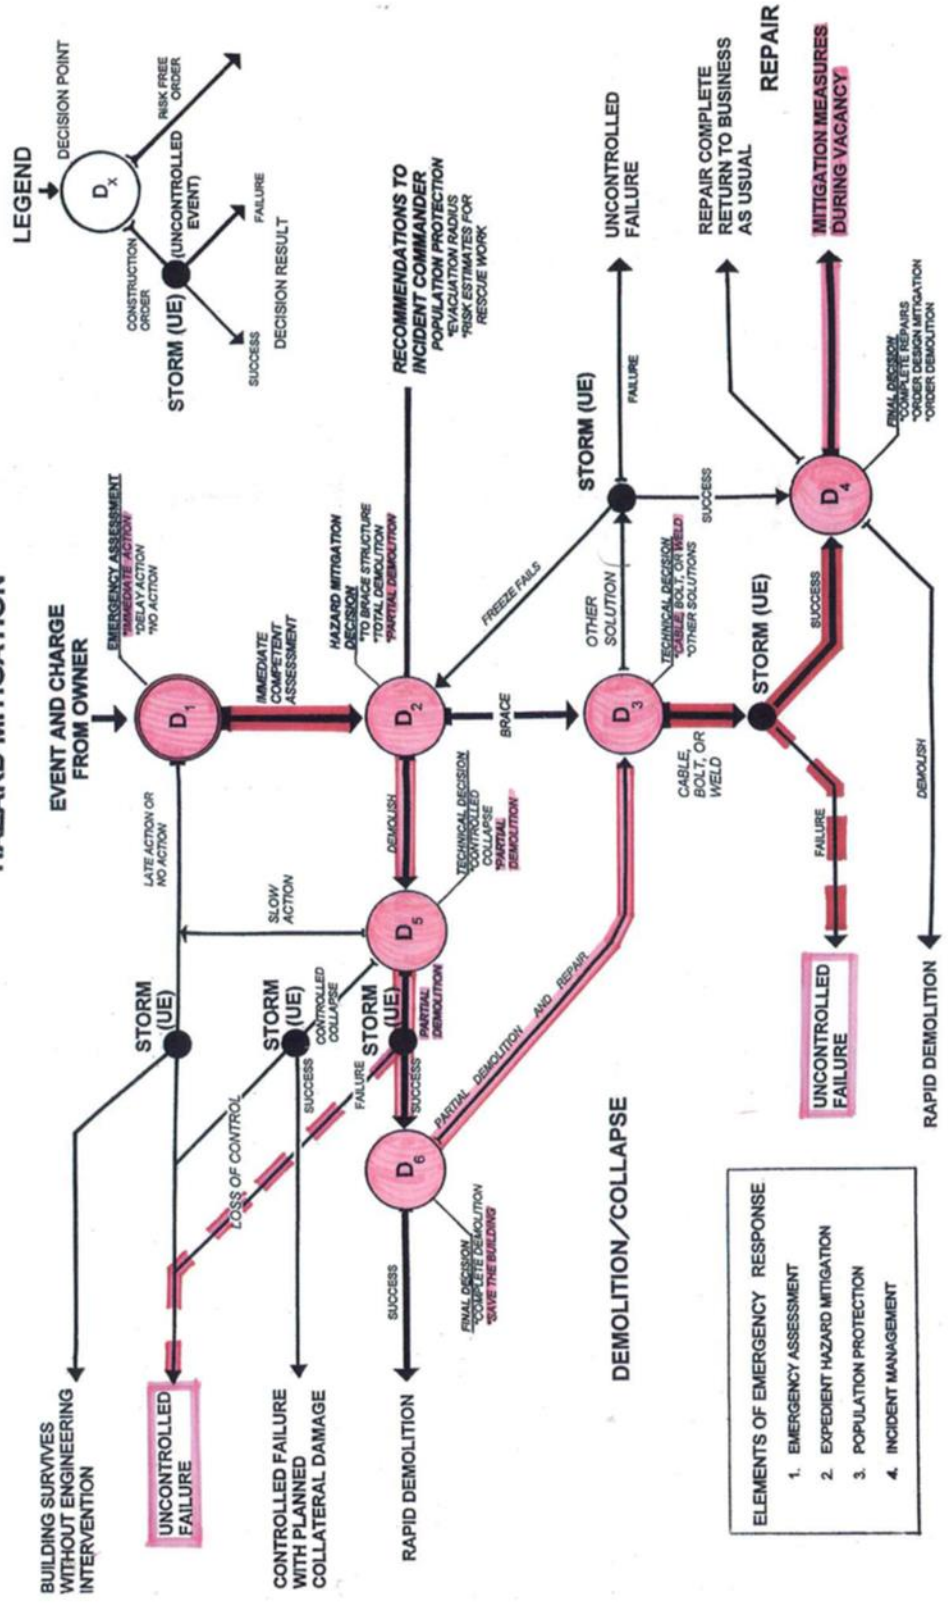 HAZARD MITIGATION
LEGEND
DECISION POINT
Dx
CONSTRUCTION
ORDER
RISK FREE
ORDER
STORM (UE)
(UNCONTROLLED
EVENT)
SUCCESS
FAILURE
DECISION RESULT
EVENT AND CHARGE
FROM OWNER
D1
EMERGENCY ASSESSMENT
*IMMEDIATE ACTION
*DELAY ACTION
*NO ACTION
LATE ACTION OR
NO ACTION
STORM
(UE)
BUILDING SURVIVES
WITHOUT ENGINEERING
INTERVENTION
UNCONTROLLED
FAILURE
IMMEDIATE
COMPETENT
ASSESSMENT
SLOW
ACTION
STORM
(UE)
CONTROLLED
COLLAPSE
LOSS OF CONTROL
SUCCESS
CONTROLLED FAILURE
WITH PLANNED
COLLATERAL DAMAGE
HAZARD MITIGATION
DECISION
*TO BRACE STRUCTURE
*TOTAL DEMOLITION
*PARTIAL DEMOLITION
RECOMMENDATIONS TO
INCIDENT COMMANDER
POPULATION PROTECTION
*EVACUATION RADIUS
*RISK ESTIMATES FOR
RESCUE WORK
D2
DEMOLISH
D5
TECHNICAL DECISION
*CONTROLLED
COLLAPSE
*PARTIAL
DEMOLITION
STORM
(UE)
PARTIAL
DEMOLITION
FAILURE
SUCCESS
D6
FINAL DECISION
*COMPLETE DEMOLITION
*SAVE THE BUILDING
SUCCESS
RAPID DEMOLITION
BRACE
FREEZE FAILS
PARTIAL DEMOLITION AND REPAIR
D3
TECHNICAL DECISION
*CABLE, BOLT, OR WELD
*OTHER SOLUTIONS
OTHER
SOLUTION
STORM (UE)
FAILURE
UNCONTROLLED
FAILURE
SUCCESS
CABLE,
BOLT, OR
WELD
STORM (UE)
SUCCESS
FAILURE
UNCONTROLLED
FAILURE
REPAIR COMPLETE
RETURN TO BUSINESS
AS USUAL
REPAIR
D4
MITIGATION MEASURES
DURING VACANCY
FINAL DECISION
*COMPLETE REPAIRS
*ORDER DESIGN MITIGATION
*ORDER DEMOLITION
DEMOLISH
RAPID DEMOLITION
DEMOLITION/COLLAPSE
ELEMENTS OF EMERGENCY RESPONSE
1. EMERGENCY ASSESSMENT
2. EXPEDIENT HAZARD MITIGATION
3. POPULATION PROTECTION
4. INCIDENT MANAGEMENT